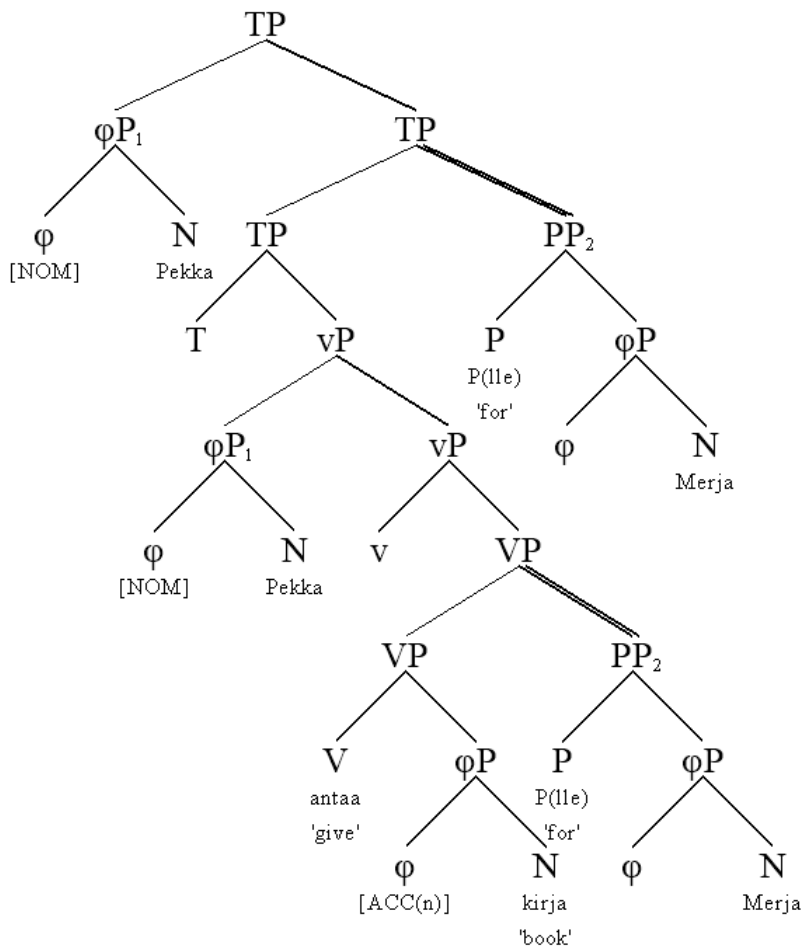 TP
φP₁ TP
φ N TP PP₂
[NOM] Pekka
T vP P φP
P(lle)
'for'
φP₁ vP φ N
Merja
φ N v VP
[NOM] Pekka
VP PP₂
V φP P φP
antaa P(lle)
'give' 'for'
φ N φ N
[ACC(n)] kirja Merja
'book'